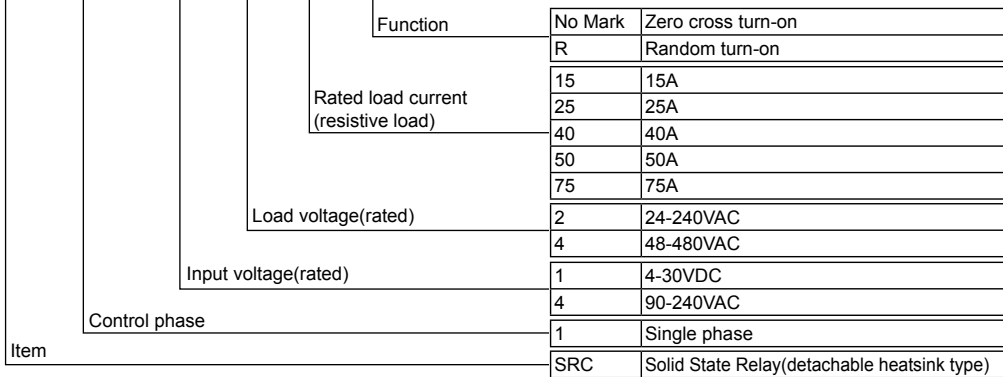 Function
No Mark Zero cross turn-on
R Random turn-on
Rated load current
(resistive load)
15 15A
25 25A
40 40A
50 50A
75 75A
Load voltage(rated)
2 24-240VAC
4 48-480VAC
Input voltage(rated)
1 4-30VDC
4 90-240VAC
Control phase
1 Single phase
Item
SRC Solid State Relay(detachable heatsink type)